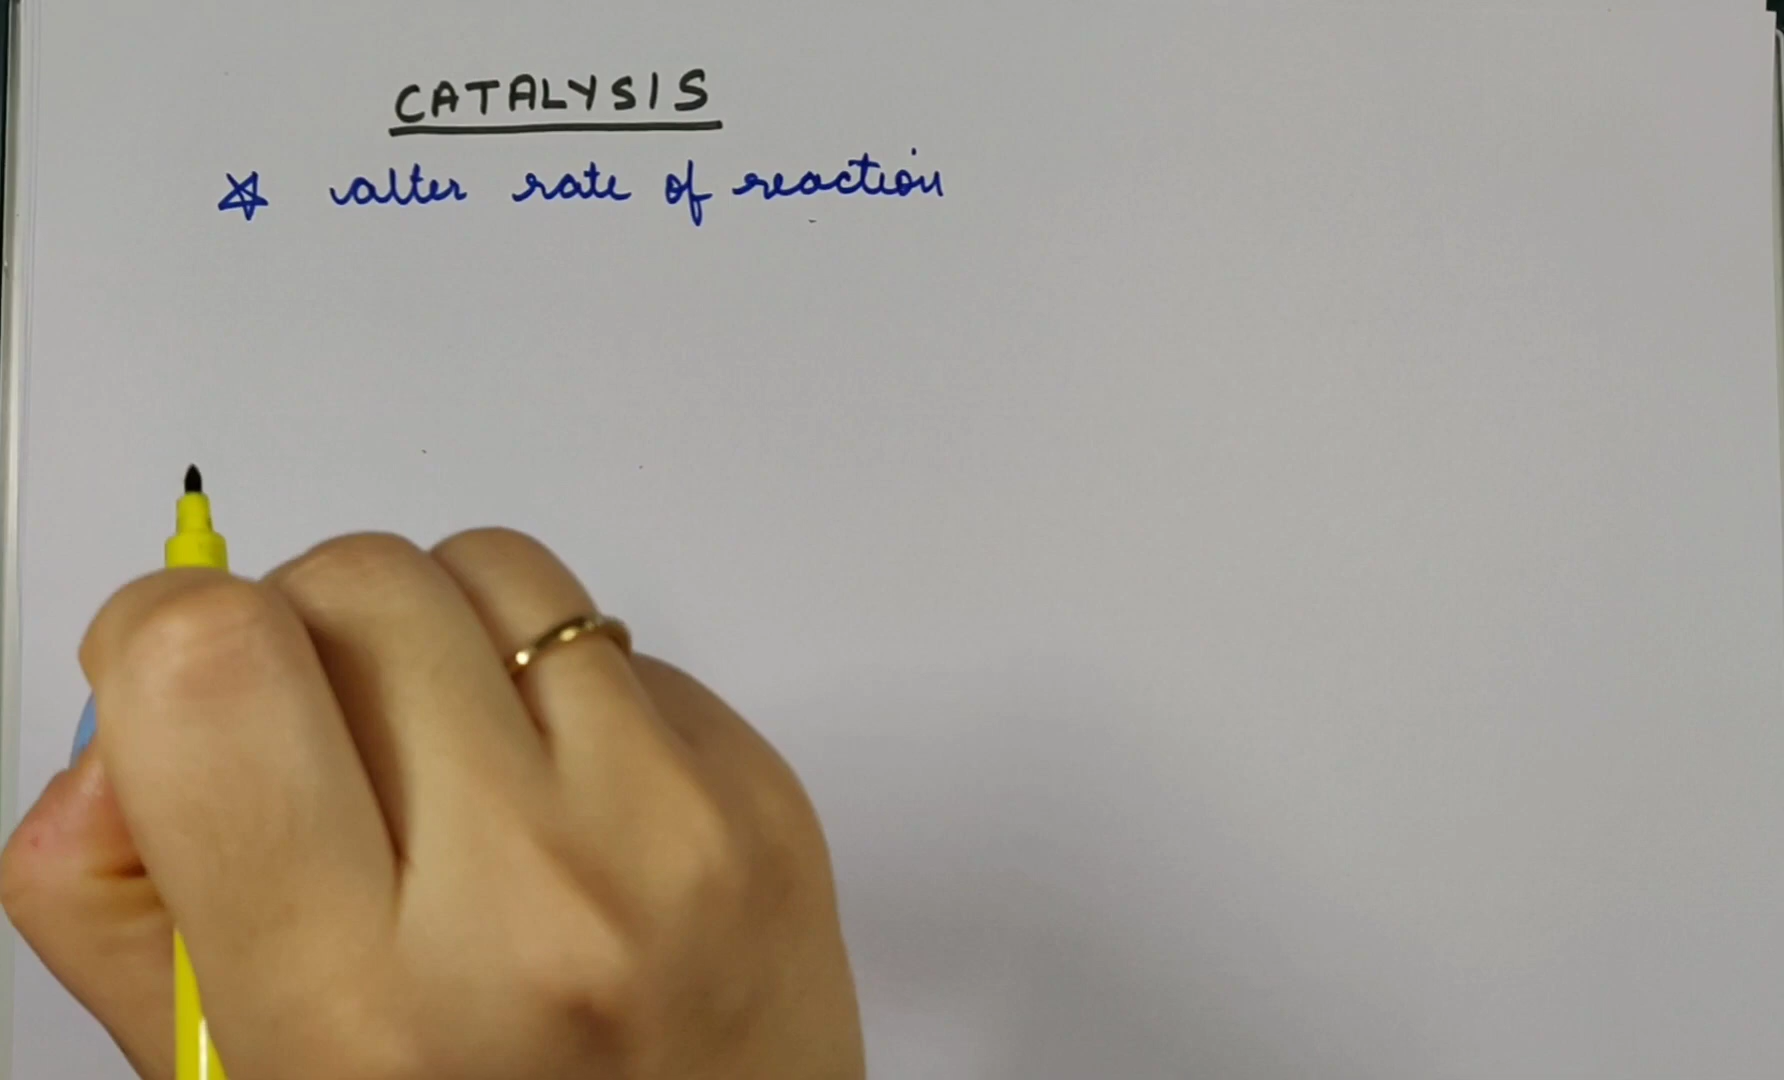 CATALYSIS
☆ alter rate of reaction